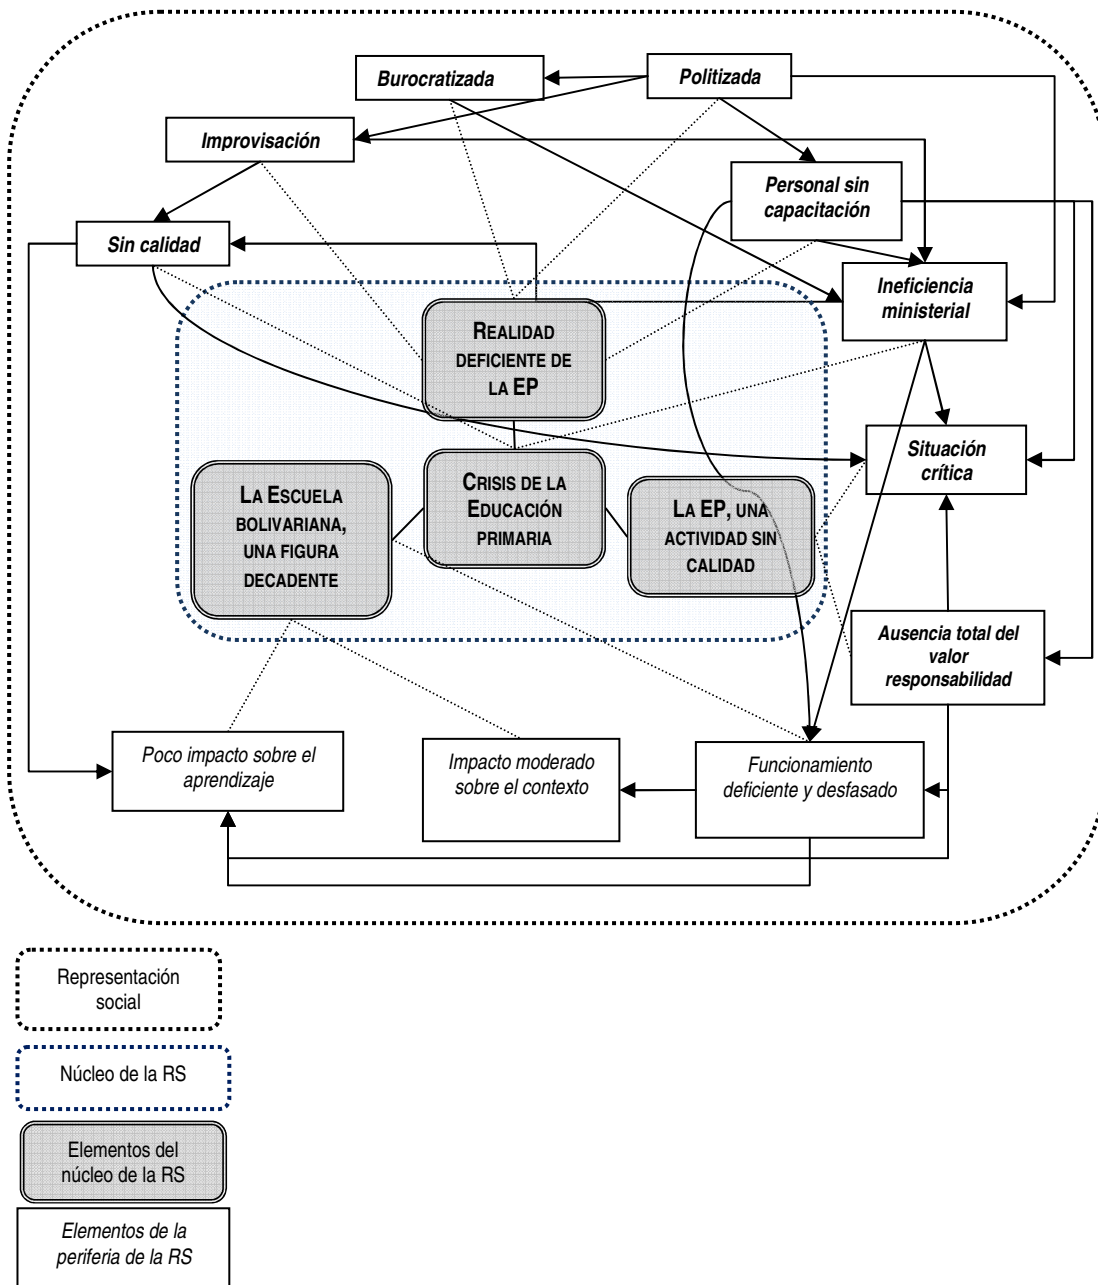 Burocratizada
Politizada
Improvisación
Personal sin
capacitación
Sin calidad
Ineficiencia
ministerial
REALIDAD
DEFICIENTE DE
LA EP
Situación
crítica
LA ESCUELA
BOLIVARIANA,
UNA FIGURA
DECADENTE
CRISIS DE LA
EDUCACIÓN
PRIMARIA
LA EP, UNA
ACTIVIDAD SIN
CALIDAD
Ausencia total del
valor
responsabilidad
Poco impacto sobre el
aprendizaje
Impacto moderado
sobre el contexto
Funcionamiento
deficiente y desfasado
Representación
social
Núcleo de la RS
Elementos del
núcleo de la RS
Elementos de la
periferia de la RS